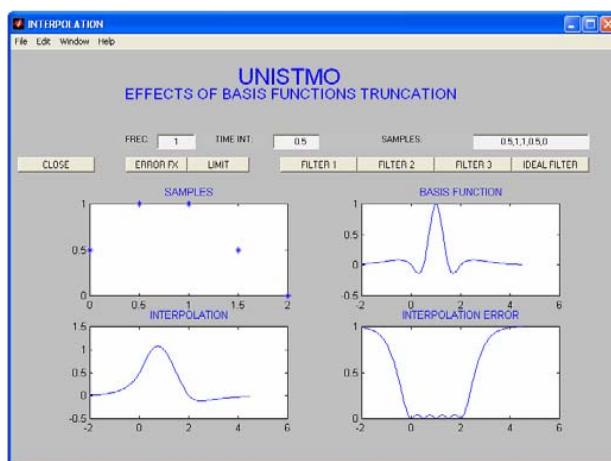 INTERPOLATION
File Edit Window Help
UNISTMO
EFFECTS OF BASIS FUNCTIONS TRUNCATION
FREC: 1 TIME INT: 0.5 SAMPLES: 0.5,1,1,0.5,0
CLOSE ERROR FX LIMIT FILTER 1 FILTER 2 FILTER 3 IDEAL FILTER
SAMPLES
1
0.5
0
0 0.5 1 1.5 2
BASIS FUNCTION
1
0.5
0
-0.5
-2 0 2 4 6
INTERPOLATION
1.5
1
0.5
0
-0.5
-2 0 2 4 6
INTERPOLATION ERROR
1
0.5
0
-2 0 2 4 6